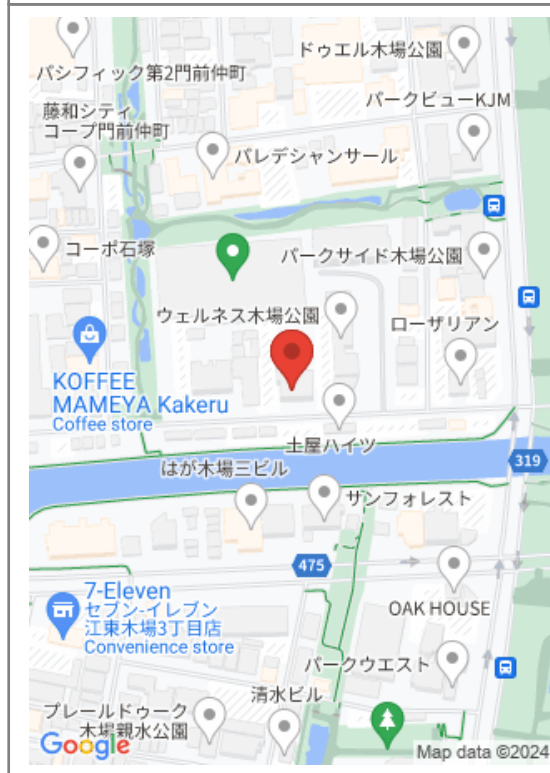 ドゥエル木場公園
パシフィック第2門前仲町
パークビューKJM
藤和シティ
コープ門前仲町
パレデシャンサール
コーポ石塚
パークサイド木場公園
ウェルネス木場公園
ローザリアン
KOFFEE
MAMEYA Kakeru
Coffee store
土屋ハイツ
はが木場三ビル
319
サンフォレスト
475
7-Eleven
セブン-イレブン
江東木場3丁目店
Convenience store
OAK HOUSE
パークウエスト
清水ビル
プレールドゥーク
木場親水公園
Google
Map data ©2024